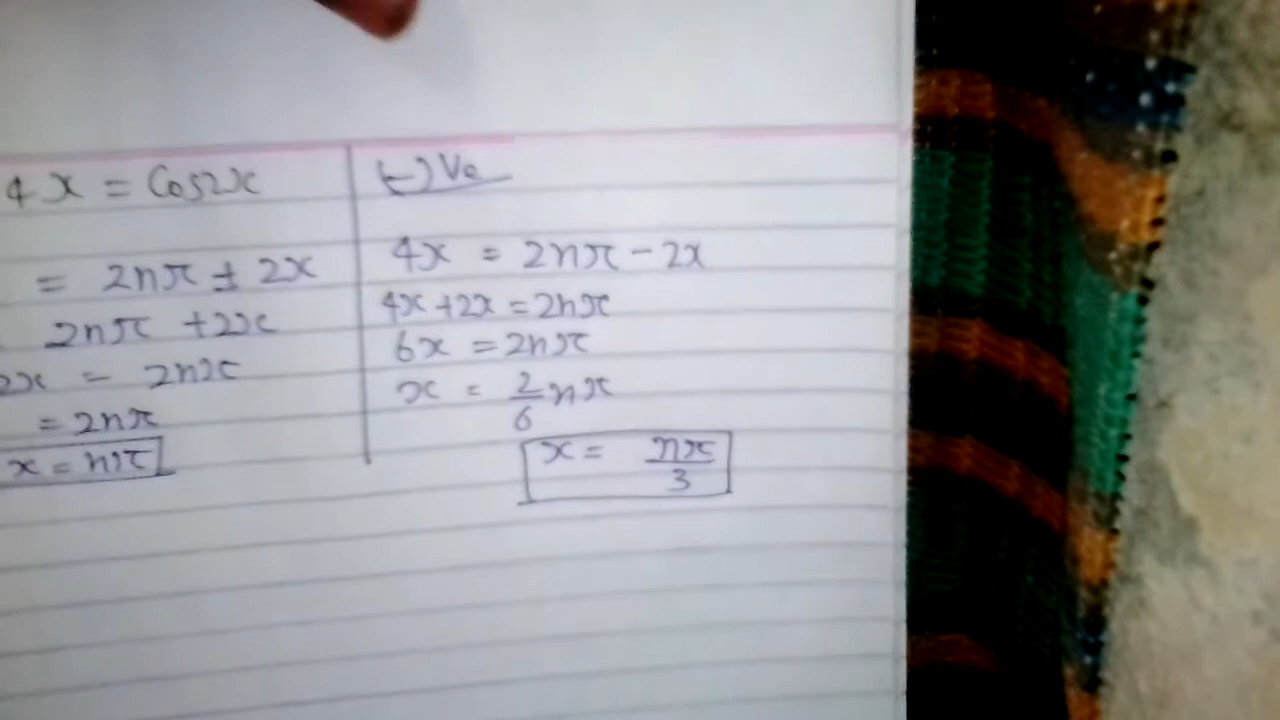 4x = Cos2x
= 2nπ ± 2x
2nπ + 2x
2x = 2nπ
= 2nπ
x = nπ
(-)Ve
4x = 2nπ - 2x
4x + 2x = 2nπ
6x = 2nπ
x = 2/6 nπ
x = nπ/3